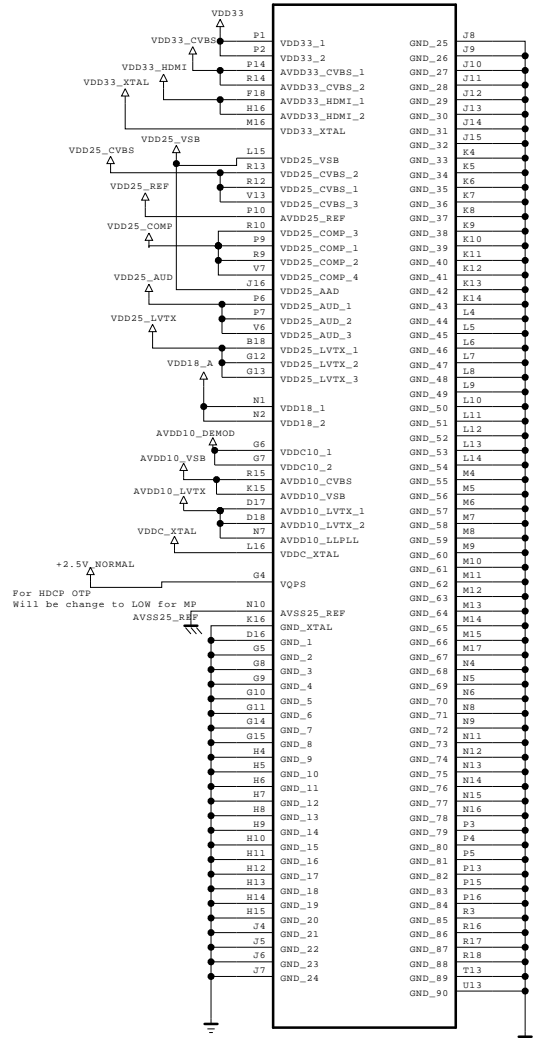 VDD33
VDD33_CVBS
VDD33_HDMI
VDD33_XTAL
VDD25_VSB
VDD25_CVBS
VDD25_REF
VDD25_COMP
VDD25_AUD
VDD25_LVTX
VDD18_A
AVDD10_DEMOD
AVDD10_VSB
AVDD10_LVTX
VDDC_XTAL
+2.5V_NORMAL
For HDCP OTP
Will be change to LOW for MP
AVSS25_REF
P1 VDD33_1
P2 VDD33_2
P14 AVDD33_CVBS_1
R14 AVDD33_CVBS_2
F18 AVDD33_HDMI_1
H16 AVDD33_HDMI_2
M16 VDD33_XTAL
L15 VDD25_VSB
R13 VDD25_CVBS_2
R12 VDD25_CVBS_1
V13 VDD25_CVBS_3
P10 AVDD25_REF
R10 VDD25_COMP_3
P9 VDD25_COMP_1
R9 VDD25_COMP_2
V7 VDD25_COMP_4
J16 VDD25_AAD
P6 VDD25_AUD_1
P7 VDD25_AUD_2
V6 VDD25_AUD_3
B18 VDD25_LVTX_1
G12 VDD25_LVTX_2
G13 VDD25_LVTX_3
N1 VDD18_1
N2 VDD18_2
G6 VDDC10_1
G7 VDDC10_2
R15 AVDD10_CVBS
K15 AVDD10_VSB
D17 AVDD10_LVTX_1
D18 AVDD10_LVTX_2
N7 AVDD10_LLPLL
L16 VDDC_XTAL
G4 VQPS
N10 AVSS25_REF
K16 GND_XTAL
D16 GND_1
G5 GND_2
G8 GND_3
G9 GND_4
G10 GND_5
G11 GND_6
G14 GND_7
G15 GND_8
H4 GND_9
H5 GND_10
H6 GND_11
H7 GND_12
H8 GND_13
H9 GND_14
H10 GND_15
H11 GND_16
H12 GND_17
H13 GND_18
H14 GND_19
H15 GND_20
J4 GND_21
J5 GND_22
J6 GND_23
J7 GND_24
GND_25 J8
GND_26 J9
GND_27 J10
GND_28 J11
GND_29 J12
GND_30 J13
GND_31 J14
GND_32 J15
GND_33 K4
GND_34 K5
GND_35 K6
GND_36 K7
GND_37 K8
GND_38 K9
GND_39 K10
GND_40 K11
GND_41 K12
GND_42 K13
GND_43 K14
GND_44 L4
GND_45 L5
GND_46 L6
GND_47 L7
GND_48 L8
GND_49 L9
GND_50 L10
GND_51 L11
GND_52 L12
GND_53 L13
GND_54 L14
GND_55 M4
GND_56 M5
GND_57 M6
GND_58 M7
GND_59 M8
GND_60 M9
GND_61 M10
GND_62 M11
GND_63 M12
GND_64 M13
GND_65 M14
GND_66 M15
GND_67 M17
GND_68 N4
GND_69 N5
GND_70 N6
GND_71 N8
GND_72 N9
GND_73 N11
GND_74 N12
GND_75 N13
GND_76 N14
GND_77 N15
GND_78 N16
GND_79 P3
GND_80 P4
GND_81 P5
GND_82 P13
GND_83 P15
GND_84 P16
GND_85 R3
GND_86 R16
GND_87 R17
GND_88 R18
GND_89 T13
GND_90 U13